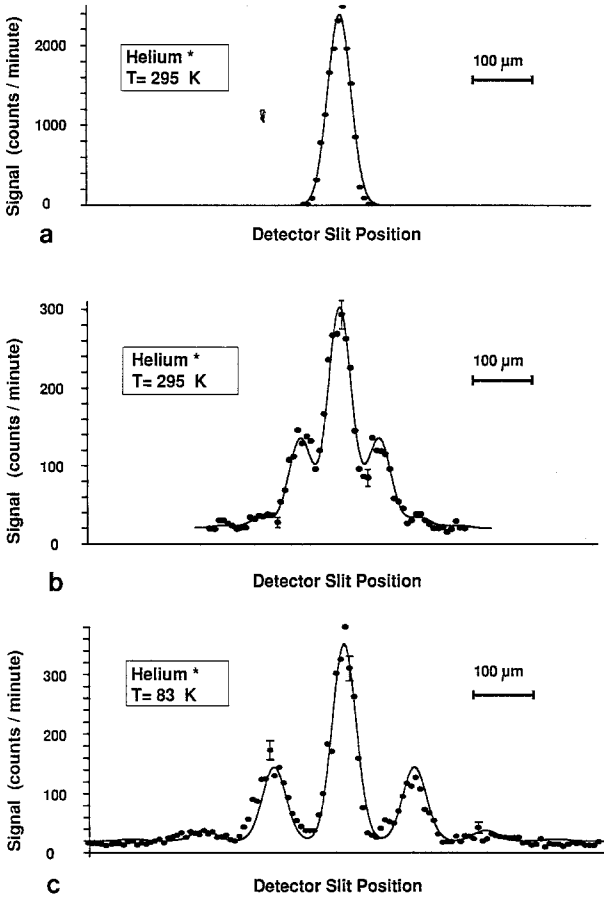 2000
1000
0
Signal (counts / minute)
Helium *
T= 295 K
100 µm
a
Detector Slit Position
300
200
100
0
Signal (counts / minute)
Helium *
T= 295 K
100 µm
b
Detector Slit Position
300
200
100
0
Signal (counts / minute)
Helium *
T= 83 K
100 µm
c
Detector Slit Position